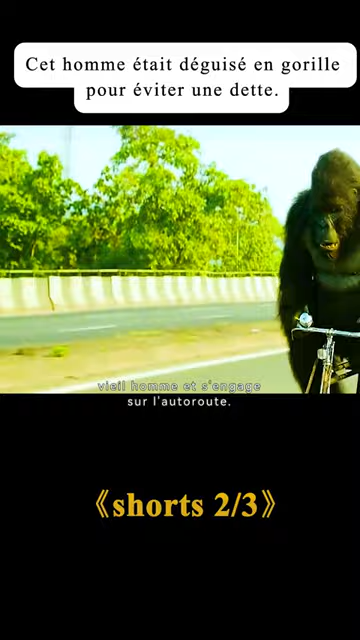 Cet homme était déguisé en gorille
pour éviter une dette.
vieil homme et s'engage
sur l'autoroute.
《shorts 2/3》